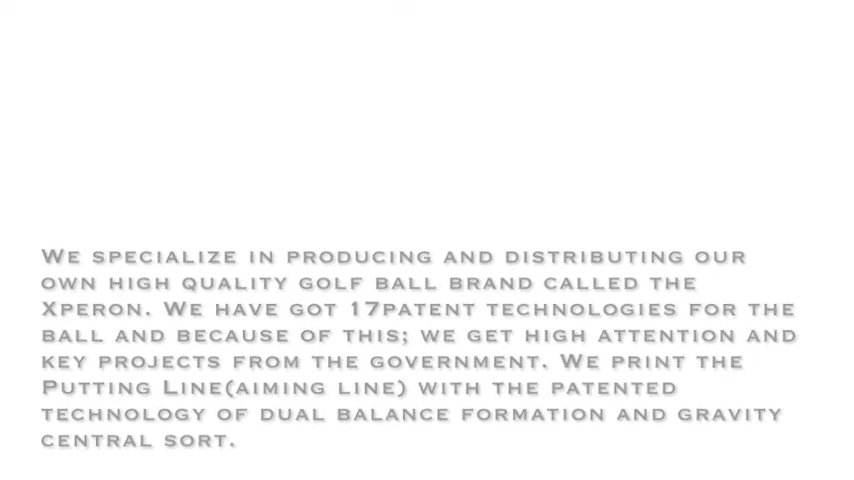 We specialize in producing and distributing our
own high quality golf ball brand called the
Xperon. We have got 17patent technologies for the
ball and because of this; we get high attention and
key projects from the government. We print the
Putting Line(aiming line) with the patented
technology of dual balance formation and gravity
central sort.